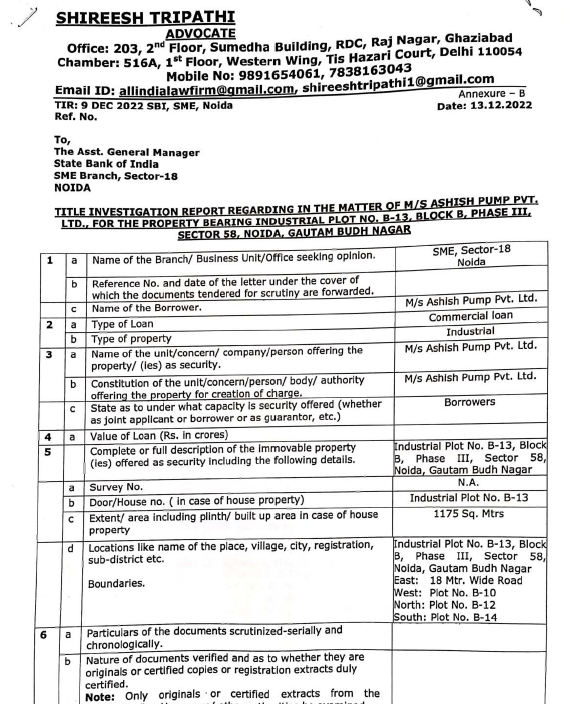 SHIREESH TRIPATHI
ADVOCATE
Office: 203, 2nd Floor, Sumedha Building, RDC, Raj Nagar, Ghaziabad
Chamber: 516A, 1st Floor, Western Wing, Tis Hazari Court, Delhi 110054
Mobile No: 9891654061, 7838163043
Email ID: allindialawfirm@gmail.com, shireeshtripathi1@gmail.com
Annexure – B
TIR: 9 DEC 2022 SBI, SME, Noida
Date: 13.12.2022
Ref. No.
To,
The Asst. General Manager
State Bank of India
SME Branch, Sector-18
NOIDA
TITLE INVESTIGATION REPORT REGARDING IN THE MATTER OF M/S ASHISH PUMP PVT.
LTD., FOR THE PROPERTY BEARING INDUSTRIAL PLOT NO. B-13, BLOCK B, PHASE III,
SECTOR 58, NOIDA, GAUTAM BUDH NAGAR
1 a Name of the Branch/ Business Unit/Office seeking opinion. SME, Sector-18
Noida
b Reference No. and date of the letter under the cover of
which the documents tendered for scrutiny are forwarded.
c Name of the Borrower. M/s Ashish Pump Pvt. Ltd.
2 a Type of Loan Commercial loan
b Type of property Industrial
3 a Name of the unit/concern/ company/person offering the M/s Ashish Pump Pvt. Ltd.
property/ (ies) as security.
b Constitution of the unit/concern/person/ body/ authority M/s Ashish Pump Pvt. Ltd.
offering the property for creation of charge.
c State as to under what capacity is security offered (whether Borrowers
as joint applicant or borrower or as guarantor, etc.)
4 a Value of Loan (Rs. in crores)
5 Complete or full description of the immovable property Industrial Plot No. B-13, Block
(ies) offered as security including the following details. B, Phase III, Sector 58,
Noida, Gautam Budh Nagar
a Survey No. N.A.
b Door/House no. ( in case of house property) Industrial Plot No. B-13
c Extent/ area including plinth/ built up area in case of house 1175 Sq. Mtrs
property
d Locations like name of the place, village, city, registration, Industrial Plot No. B-13, Block
sub-district etc. B, Phase III, Sector 58,
Noida, Gautam Budh Nagar
Boundaries. East: 18 Mtr. Wide Road
West: Plot No. B-10
North: Plot No. B-12
South: Plot No. B-14
6 a Particulars of the documents scrutinized-serially and
chronologically.
b Nature of documents verified and as to whether they are
originals or certified copies or registration extracts duly
certified.
Note: Only originals or certified extracts from the